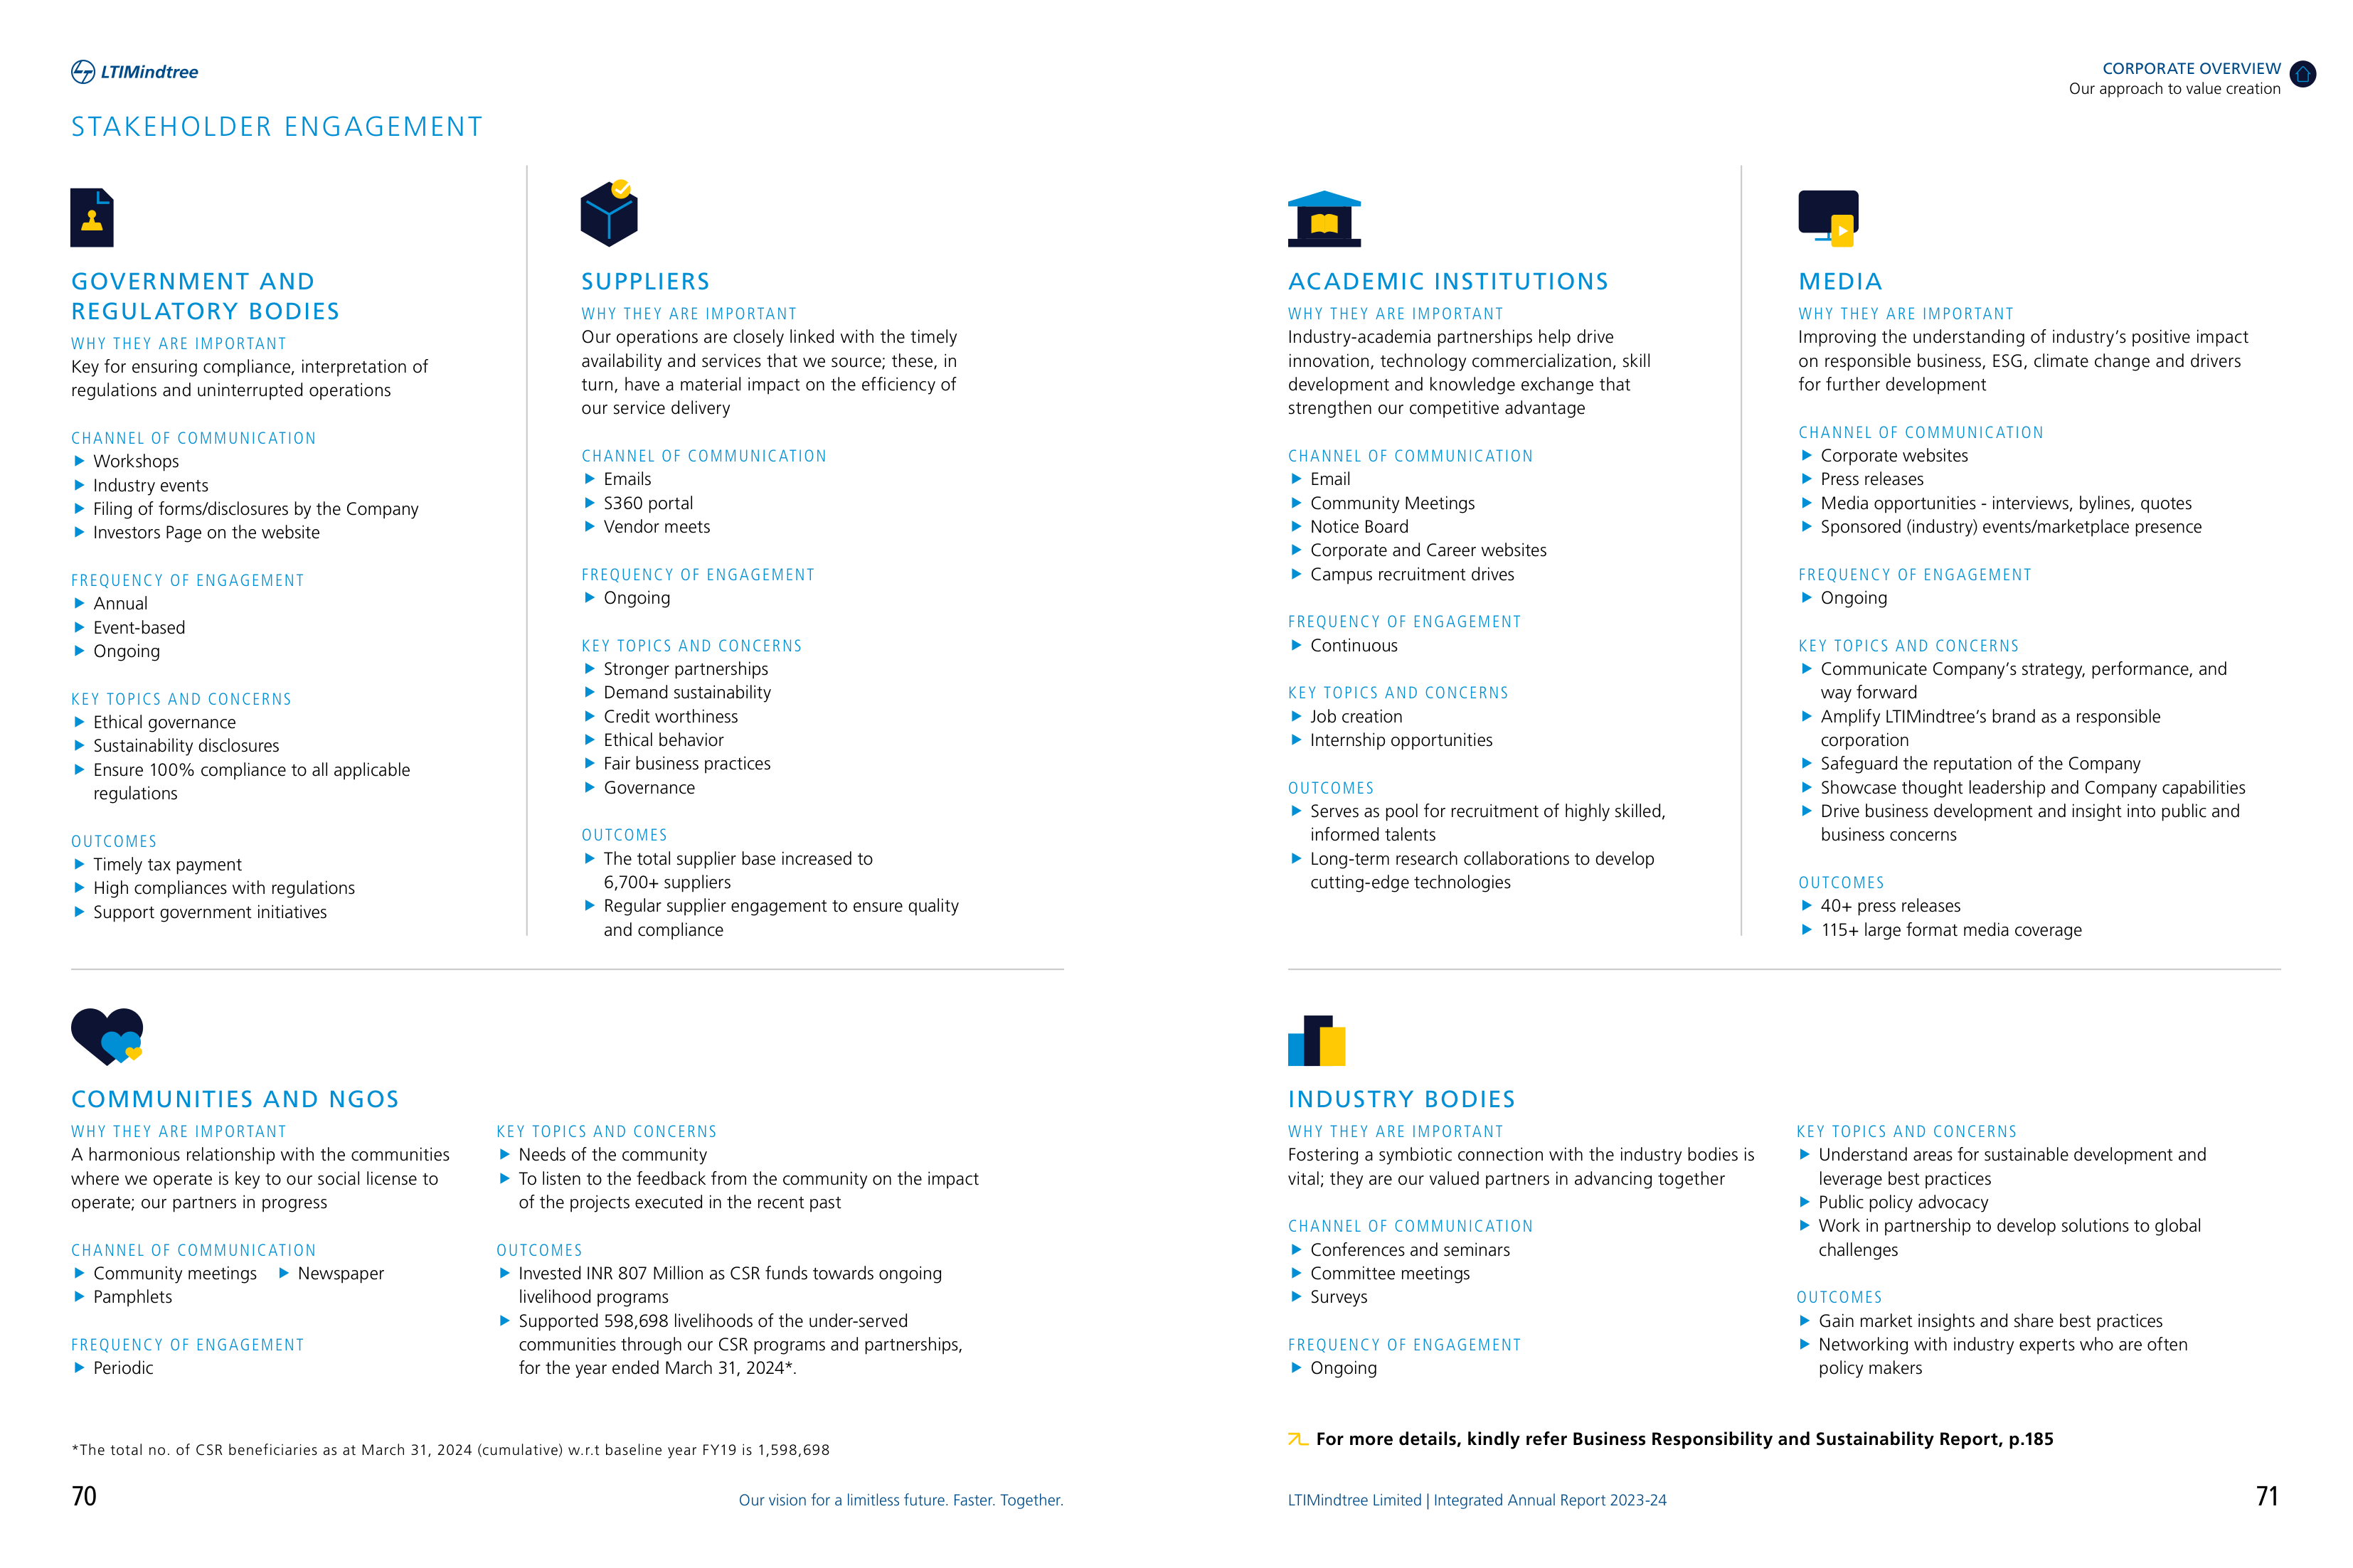 LTIMindtree
CORPORATE OVERVIEW
Our approach to value creation
STAKEHOLDER ENGAGEMENT
GOVERNMENT AND
REGULATORY BODIES
WHY THEY ARE IMPORTANT
Key for ensuring compliance, interpretation of
regulations and uninterrupted operations
CHANNEL OF COMMUNICATION
Workshops
Industry events
Filing of forms/disclosures by the Company
Investors Page on the website
FREQUENCY OF ENGAGEMENT
Annual
Event-based
Ongoing
KEY TOPICS AND CONCERNS
Ethical governance
Sustainability disclosures
Ensure 100% compliance to all applicable
regulations
OUTCOMES
Timely tax payment
High compliances with regulations
Support government initiatives
SUPPLIERS
WHY THEY ARE IMPORTANT
Our operations are closely linked with the timely
availability and services that we source; these, in
turn, have a material impact on the efficiency of
our service delivery
CHANNEL OF COMMUNICATION
Emails
S360 portal
Vendor meets
FREQUENCY OF ENGAGEMENT
Ongoing
KEY TOPICS AND CONCERNS
Stronger partnerships
Demand sustainability
Credit worthiness
Ethical behavior
Fair business practices
Governance
OUTCOMES
The total supplier base increased to
6,700+ suppliers
Regular supplier engagement to ensure quality
and compliance
COMMUNITIES AND NGOS
WHY THEY ARE IMPORTANT
A harmonious relationship with the communities
where we operate is key to our social license to
operate; our partners in progress
CHANNEL OF COMMUNICATION
Community meetings Newspaper
Pamphlets
FREQUENCY OF ENGAGEMENT
Periodic
KEY TOPICS AND CONCERNS
Needs of the community
To listen to the feedback from the community on the impact
of the projects executed in the recent past
OUTCOMES
Invested INR 807 Million as CSR funds towards ongoing
livelihood programs
Supported 598,698 livelihoods of the under-served
communities through our CSR programs and partnerships,
for the year ended March 31, 2024*.
*The total no. of CSR beneficiaries as at March 31, 2024 (cumulative) w.r.t baseline year FY19 is 1,598,698
70
Our vision for a limitless future. Faster. Together.
ACADEMIC INSTITUTIONS
WHY THEY ARE IMPORTANT
Industry-academia partnerships help drive
innovation, technology commercialization, skill
development and knowledge exchange that
strengthen our competitive advantage
CHANNEL OF COMMUNICATION
Email
Community Meetings
Notice Board
Corporate and Career websites
Campus recruitment drives
FREQUENCY OF ENGAGEMENT
Continuous
KEY TOPICS AND CONCERNS
Job creation
Internship opportunities
OUTCOMES
Serves as pool for recruitment of highly skilled,
informed talents
Long-term research collaborations to develop
cutting-edge technologies
MEDIA
WHY THEY ARE IMPORTANT
Improving the understanding of industry's positive impact
on responsible business, ESG, climate change and drivers
for further development
CHANNEL OF COMMUNICATION
Corporate websites
Press releases
Media opportunities - interviews, bylines, quotes
Sponsored (industry) events/marketplace presence
FREQUENCY OF ENGAGEMENT
Ongoing
KEY TOPICS AND CONCERNS
Communicate Company's strategy, performance, and
way forward
Amplify LTIMindtree's brand as a responsible
corporation
Safeguard the reputation of the Company
Showcase thought leadership and Company capabilities
Drive business development and insight into public and
business concerns
OUTCOMES
40+ press releases
115+ large format media coverage
INDUSTRY BODIES
WHY THEY ARE IMPORTANT
Fostering a symbiotic connection with the industry bodies is
vital; they are our valued partners in advancing together
CHANNEL OF COMMUNICATION
Conferences and seminars
Committee meetings
Surveys
FREQUENCY OF ENGAGEMENT
Ongoing
KEY TOPICS AND CONCERNS
Understand areas for sustainable development and
leverage best practices
Public policy advocacy
Work in partnership to develop solutions to global
challenges
OUTCOMES
Gain market insights and share best practices
Networking with industry experts who are often
policy makers
For more details, kindly refer Business Responsibility and Sustainability Report, p.185
LTIMindtree Limited | Integrated Annual Report 2023-24
71